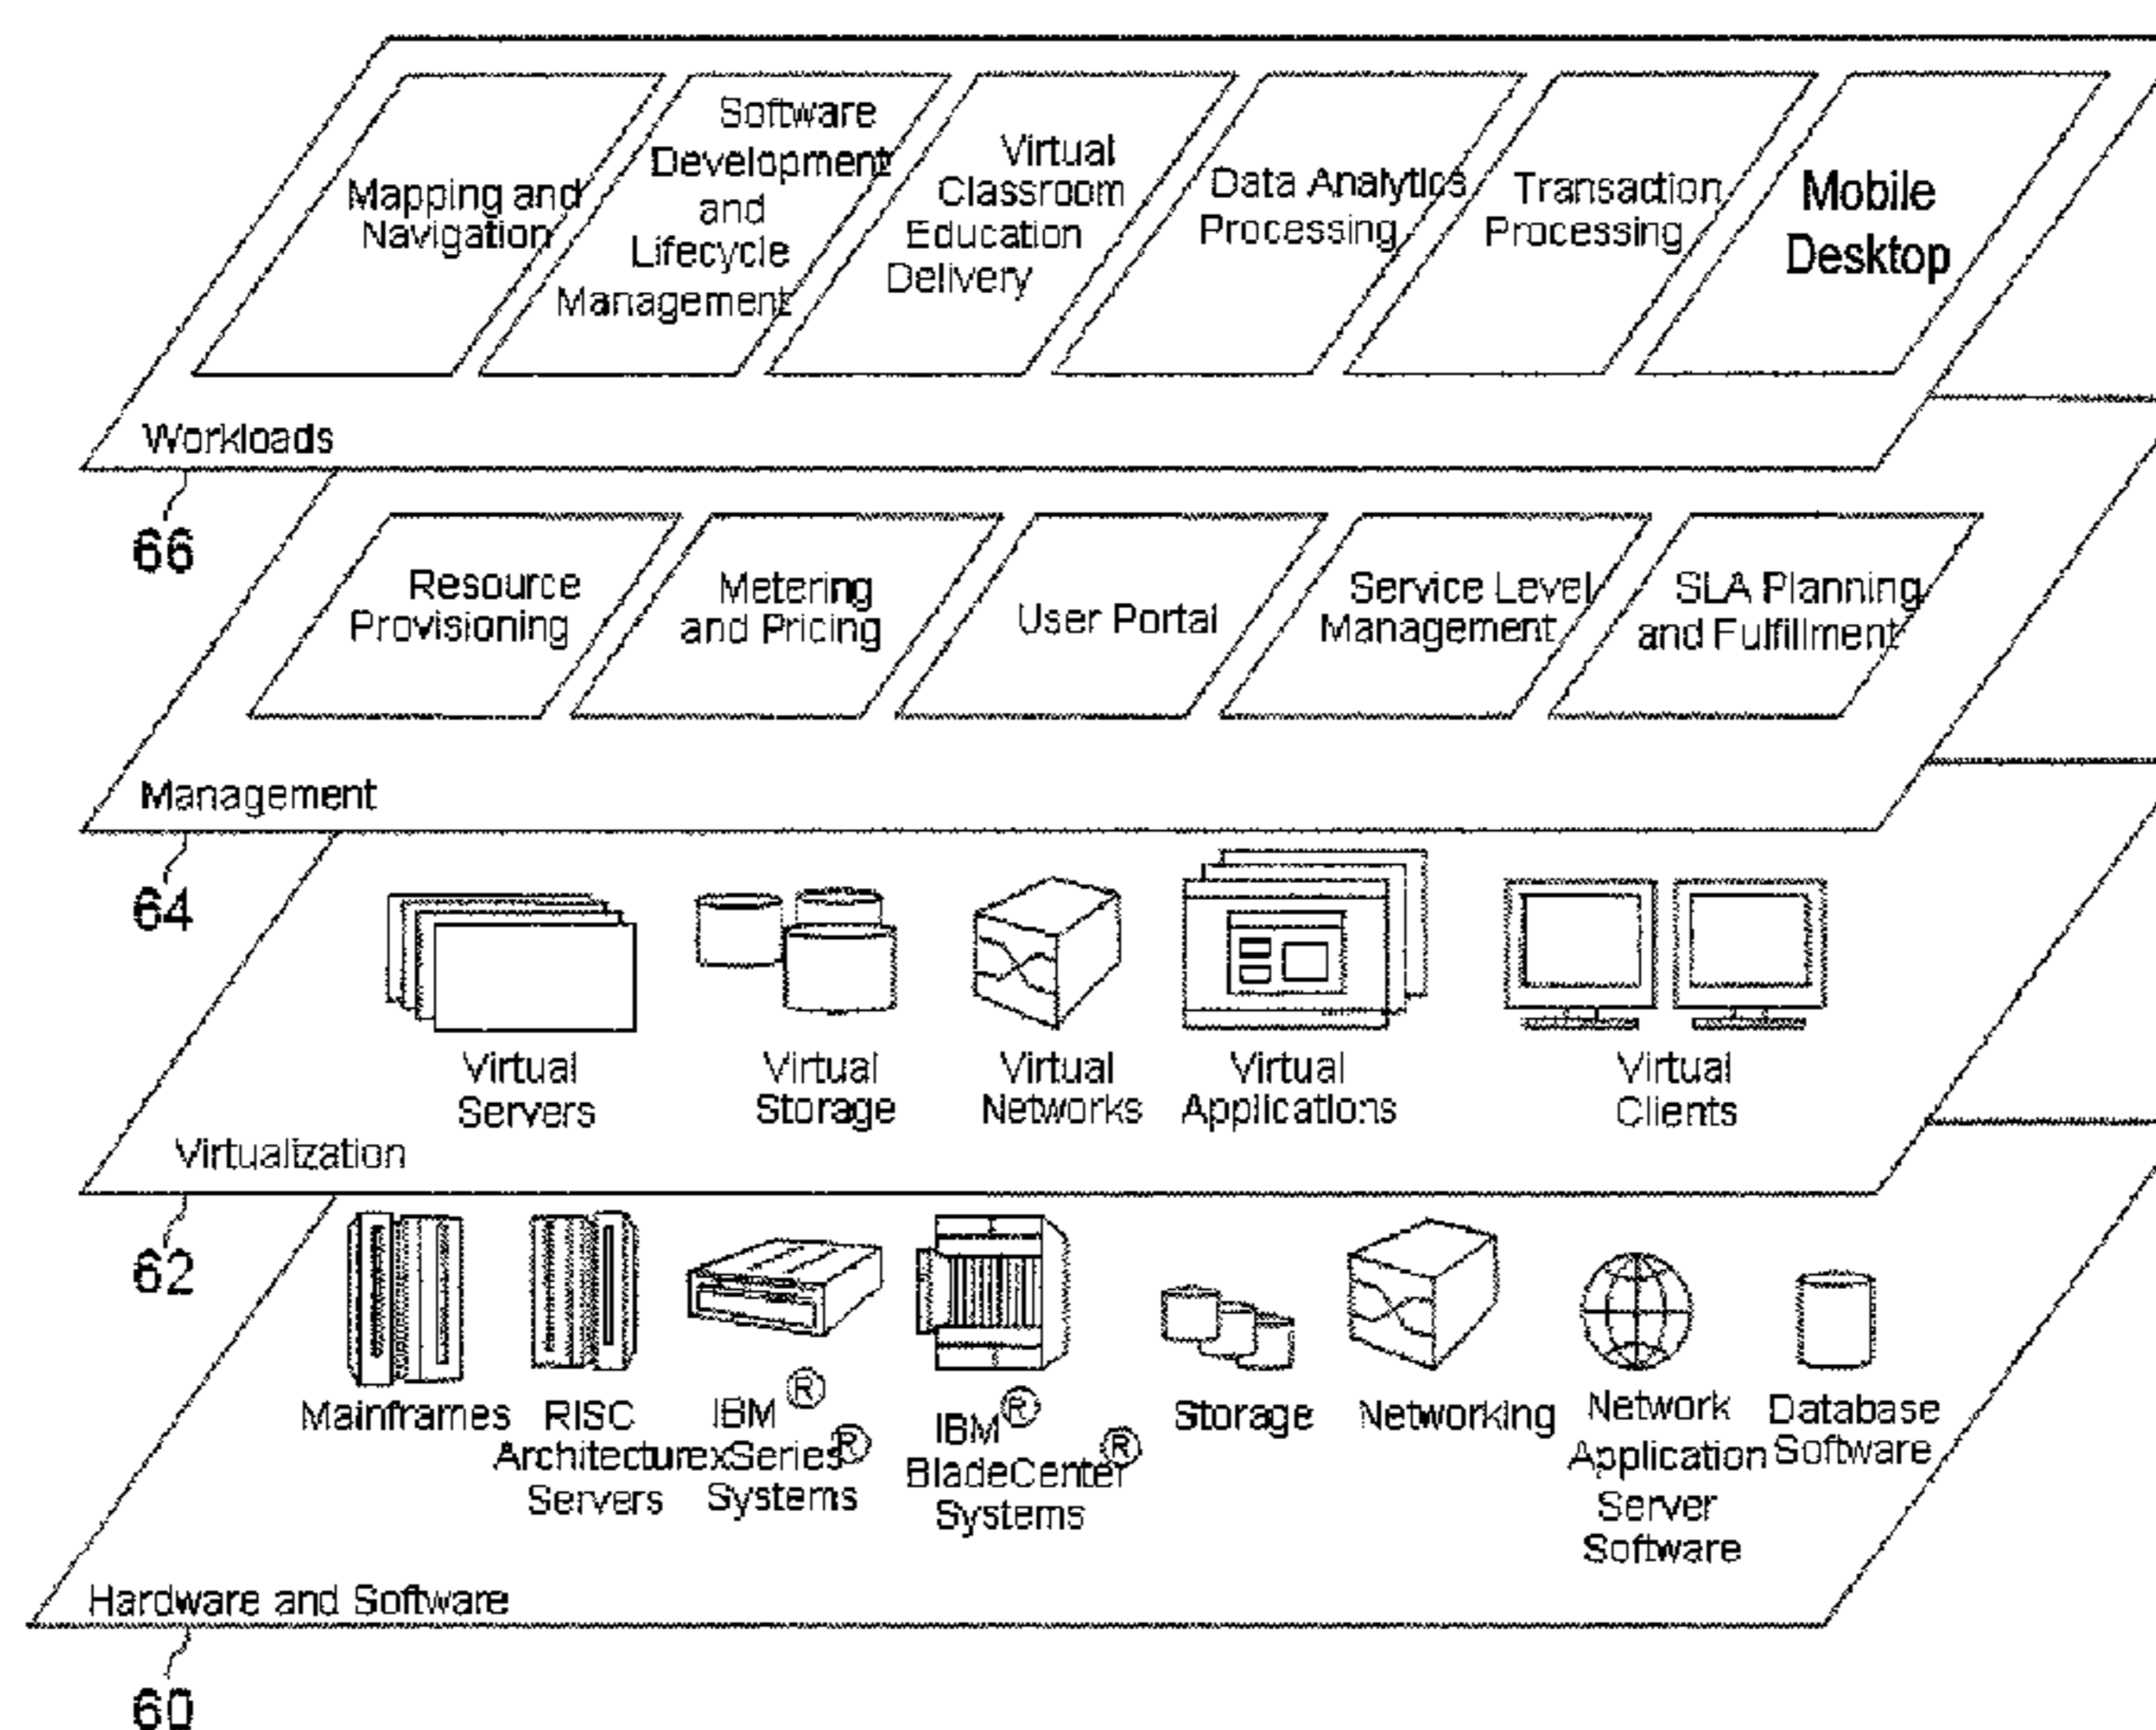 Mapping and
Navigation
Software
Development
and
Lifecycle
Management
Virtual
Classroom
Education
Delivery
Data Analytics
Processing
Transaction
Processing
Mobile
Desktop
Workloads
66
Resource
Provisioning
Metering
and Pricing
User Portal
Service Level
Management
SLA Planning
and Fulfillment
Management
64
Virtual
Servers
Virtual
Storage
Virtual
Networks
Virtual
Applications
Virtual
Clients
Virtualization
62
Mainframes
RISC
Architecture
Servers
IBM ®
xSeries®
Systems
IBM®
BladeCenter®
Systems
Storage
Networking
Network
Application
Server
Software
Database
Software
Hardware and Software
60